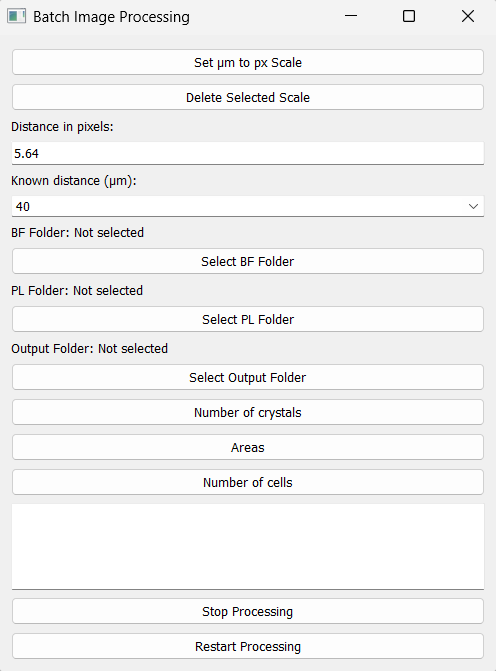 Batch Image Processing
Set µm to px Scale
Delete Selected Scale
Distance in pixels:
5.64
Known distance (µm):
40
BF Folder: Not selected
Select BF Folder
PL Folder: Not selected
Select PL Folder
Output Folder: Not selected
Select Output Folder
Number of crystals
Areas
Number of cells
Stop Processing
Restart Processing